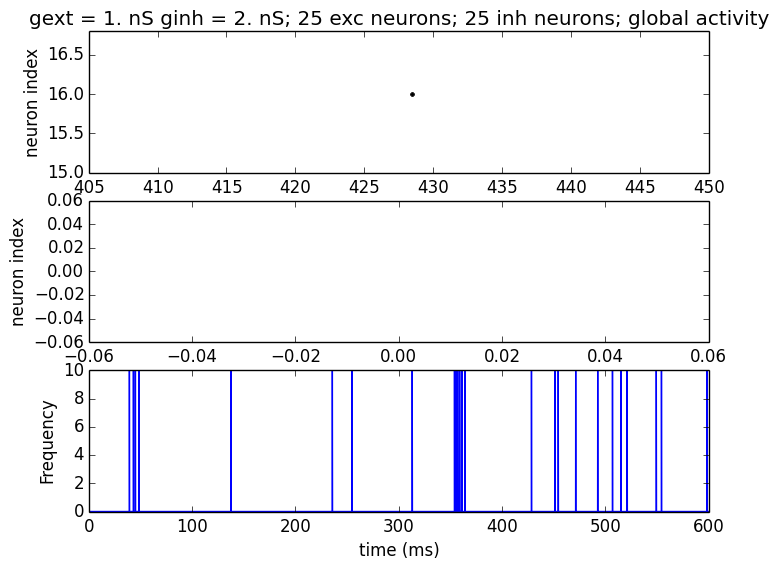 gext = 1. nS ginh = 2. nS; 25 exc neurons; 25 inh neurons; global activity
neuron index
16.5
16.0
15.5
15.0
405 410 415 420 425 430 435 440 445 450
neuron index
0.06
0.04
0.02
0.00
−0.02
−0.04
−0.06
−0.06 −0.04 −0.02 0.00 0.02 0.04 0.06
Frequency
10
8
6
4
2
0
0 100 200 300 400 500 600
time (ms)